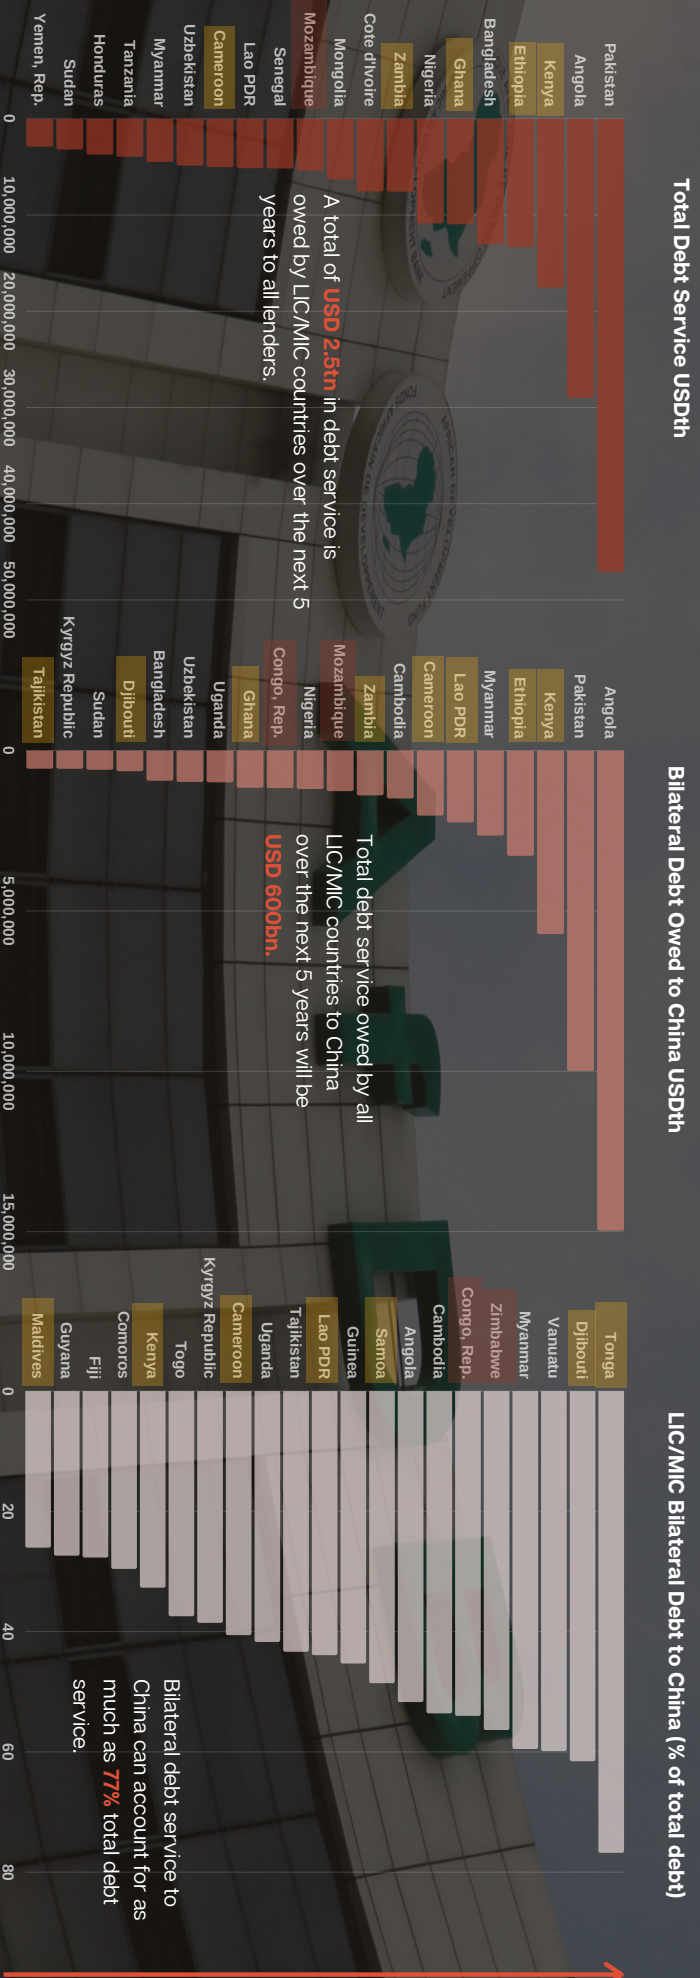 Total Debt Service USDth
Pakistan
Angola
Kenya
Ethiopia
Bangladesh
Ghana
Nigeria
Zambia
Cote d'Ivoire
Mongolia
Mozambique
Senegal
Lao PDR
Cameroon
Uzbekistan
Myanmar
Tanzania
Honduras
Sudan
Yemen, Rep.
0
10,000,000
20,000,000
30,000,000
40,000,000
50,000,000
A total of USD 2.5tn in debt service is
owed by LIC/MIC countries over the next 5
years to all lenders.
Bilateral Debt Owed to China USDth
Angola
Pakistan
Kenya
Ethiopia
Myanmar
Lao PDR
Cameroon
Cambodia
Zambia
Mozambique
Nigeria
Congo, Rep.
Ghana
Uganda
Uzbekistan
Bangladesh
Djibouti
Sudan
Kyrgyz Republic
Tajikistan
0
5,000,000
10,000,000
15,000,000
Total debt service owed by all
LIC/MIC countries to China
over the next 5 years will be
USD 600bn.
LIC/MIC Bilateral Debt to China (% of total debt)
Tonga
Djibouti
Vanuatu
Myanmar
Zimbabwe
Congo, Rep.
Cambodia
Angola
Samoa
Guinea
Lao PDR
Tajikistan
Uganda
Cameroon
Kyrgyz Republic
Togo
Kenya
Comoros
Fiji
Guyana
Maldives
0
20
40
60
80
Bilateral debt service to
China can account for as
much as 77% total debt
service.